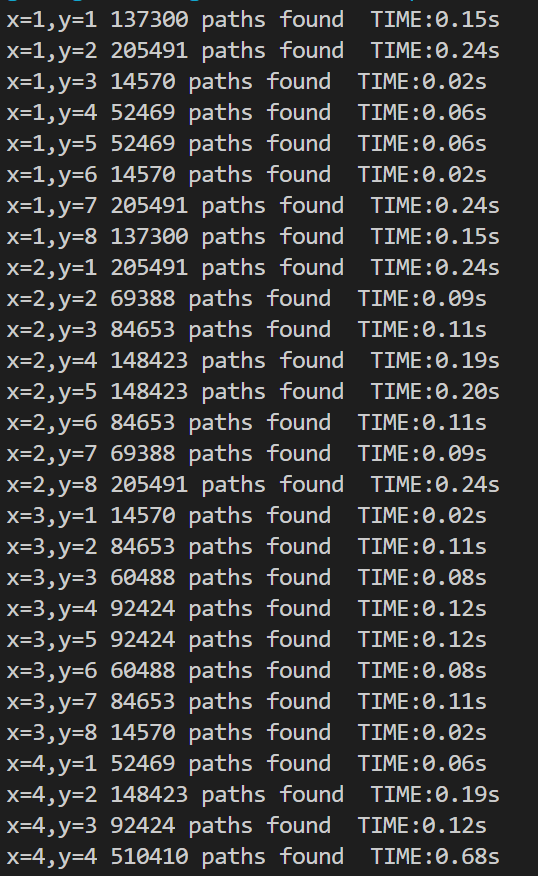 x=1,y=1 137300 paths found  TIME:0.15s
x=1,y=2 205491 paths found  TIME:0.24s
x=1,y=3 14570 paths found  TIME:0.02s
x=1,y=4 52469 paths found  TIME:0.06s
x=1,y=5 52469 paths found  TIME:0.06s
x=1,y=6 14570 paths found  TIME:0.02s
x=1,y=7 205491 paths found  TIME:0.24s
x=1,y=8 137300 paths found  TIME:0.15s
x=2,y=1 205491 paths found  TIME:0.24s
x=2,y=2 69388 paths found  TIME:0.09s
x=2,y=3 84653 paths found  TIME:0.11s
x=2,y=4 148423 paths found  TIME:0.19s
x=2,y=5 148423 paths found  TIME:0.20s
x=2,y=6 84653 paths found  TIME:0.11s
x=2,y=7 69388 paths found  TIME:0.09s
x=2,y=8 205491 paths found  TIME:0.24s
x=3,y=1 14570 paths found  TIME:0.02s
x=3,y=2 84653 paths found  TIME:0.11s
x=3,y=3 60488 paths found  TIME:0.08s
x=3,y=4 92424 paths found  TIME:0.12s
x=3,y=5 92424 paths found  TIME:0.12s
x=3,y=6 60488 paths found  TIME:0.08s
x=3,y=7 84653 paths found  TIME:0.11s
x=3,y=8 14570 paths found  TIME:0.02s
x=4,y=1 52469 paths found  TIME:0.06s
x=4,y=2 148423 paths found  TIME:0.19s
x=4,y=3 92424 paths found  TIME:0.12s
x=4,y=4 510410 paths found  TIME:0.68s